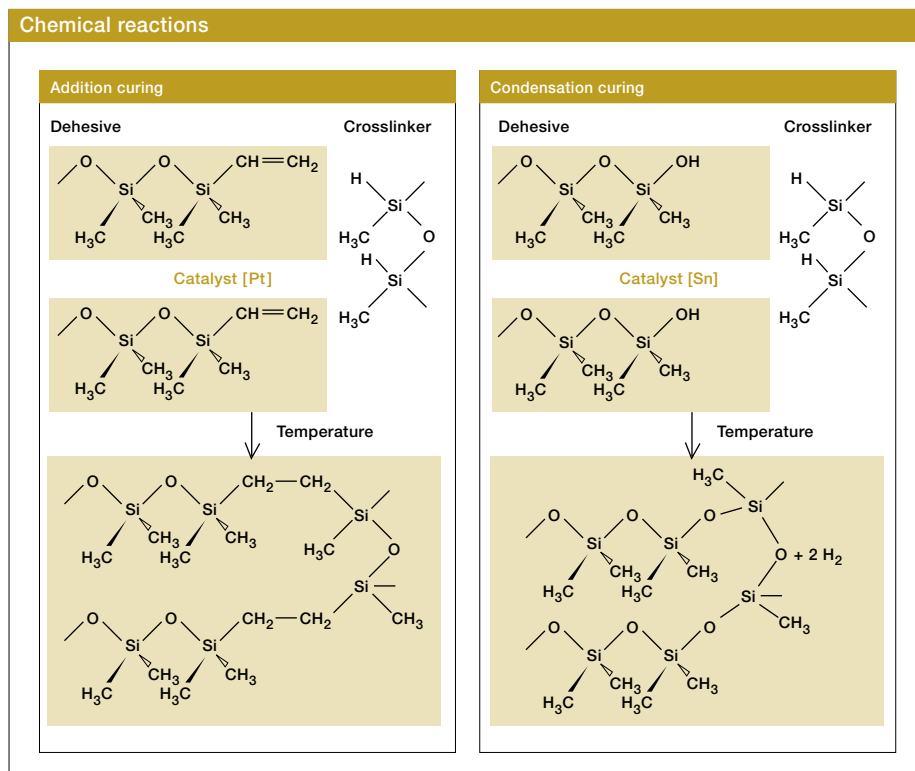 Chemical reactions
Addition curing
Dehesive
Crosslinker
O O CH=CH₂
Si Si
CH₃ CH₃
H₃C H₃C
H
Si
H₃C O
H
Si
H₃C
Catalyst [Pt]
O O CH=CH₂
Si Si
CH₃ CH₃
H₃C H₃C
Temperature
O O CH₂—CH₂
Si Si Si
CH₃ CH₃ H₃C
H₃C H₃C O
Si
O O CH₂—CH₂ CH₃
Si Si
CH₃ CH₃
H₃C H₃C
Condensation curing
Dehesive
Crosslinker
O O OH
Si Si
CH₃ CH₃
H₃C H₃C
H
Si
H₃C O
H
Si
H₃C
Catalyst [Sn]
O O OH
Si Si
CH₃ CH₃
H₃C H₃C
Temperature
H₃C
Si
O O O
Si Si O + 2 H₂
CH₃ CH₃
H₃C H₃C Si
CH₃
O O O
Si Si
CH₃ CH₃
H₃C H₃C